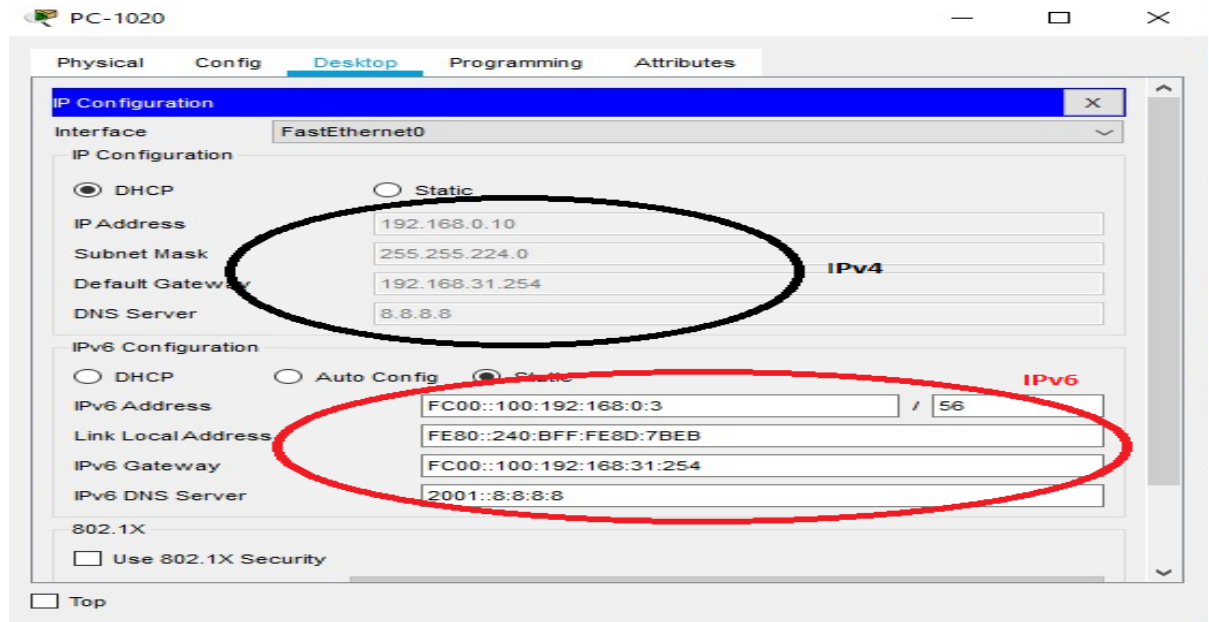 PC-1020
Physical Config Desktop Programming Attributes
IP Configuration X
Interface FastEthernet0
IP Configuration
DHCP Static
IP Address 192.168.0.10
Subnet Mask 255.255.224.0
Default Gateway 192.168.31.254
IPv4
DNS Server 8.8.8.8
IPv6 Configuration
DHCP Auto Config Static
IPv6
IPv6 Address FC00::100:192:168:0:3 / 56
Link Local Address FE80::240:BFF:FE8D:7BEB
IPv6 Gateway FC00::100:192:168:31:254
IPv6 DNS Server 2001::8:8:8:8
802.1X
Use 802.1X Security
Top